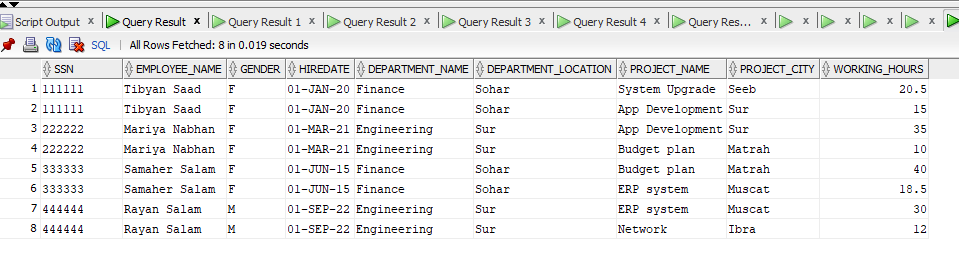 Script Output x Query Result x Query Result 1 x Query Result 2 x Query Result 3 x Query Result 4 x Query Res... x x x x
SQL | All Rows Fetched: 8 in 0.019 seconds
SSN EMPLOYEE_NAME GENDER HIREDATE DEPARTMENT_NAME DEPARTMENT_LOCATION PROJECT_NAME PROJECT_CITY WORKING_HOURS
1 111111 Tibyan Saad F 01-JAN-20 Finance Sohar System Upgrade Seeb 20.5
2 111111 Tibyan Saad F 01-JAN-20 Finance Sohar App Development Sur 15
3 222222 Mariya Nabhan F 01-MAR-21 Engineering Sur App Development Sur 35
4 222222 Mariya Nabhan F 01-MAR-21 Engineering Sur Budget plan Matrah 10
5 333333 Samaher Salam F 01-JUN-15 Finance Sohar Budget plan Matrah 40
6 333333 Samaher Salam F 01-JUN-15 Finance Sohar ERP system Muscat 18.5
7 444444 Rayan Salam M 01-SEP-22 Engineering Sur ERP system Muscat 30
8 444444 Rayan Salam M 01-SEP-22 Engineering Sur Network Ibra 12